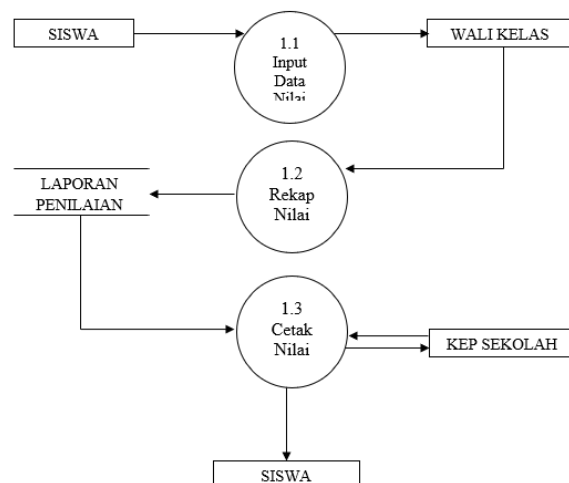 SISWA
1.1
Input
Data
Nilai
WALI KELAS
LAPORAN
PENILAIAN
1.2
Rekap
Nilai
1.3
Cetak
Nilai
KEP SEKOLAH
SISWA